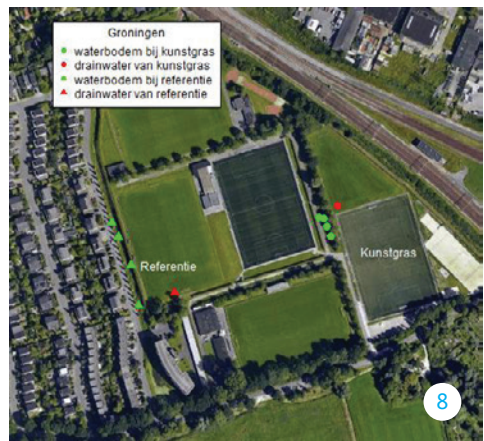 Groningen
waterbodem bij kunstgras
drainwater van kunstgras
waterbodem bij referentie
drainwater van referentie
Referentie
Kunstgras
8